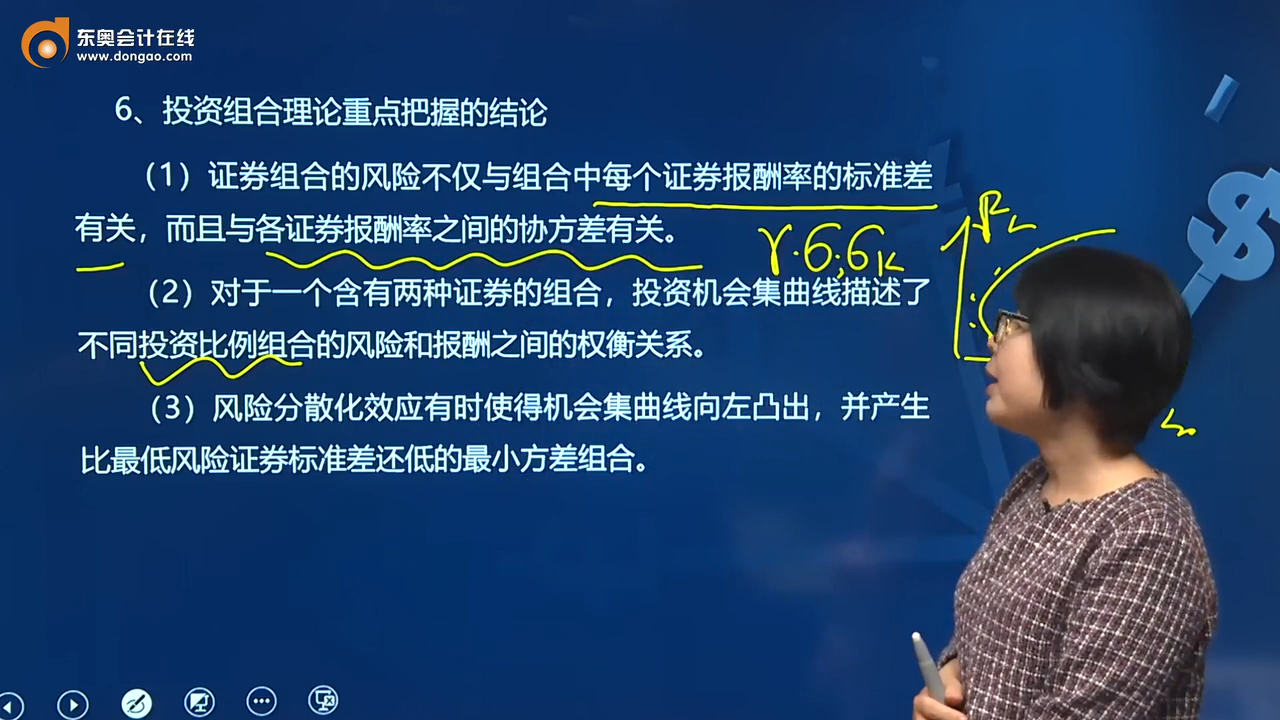 东奥会计在线
www.dongao.com
6、投资组合理论重点把握的结论
（1）证券组合的风险不仅与组合中每个证券报酬率的标准差
有关，而且与各证券报酬率之间的协方差有关。
（2）对于一个含有两种证券的组合，投资机会集曲线描述了
不同投资比例组合的风险和报酬之间的权衡关系。
（3）风险分散化效应有时使得机会集曲线向左凸出，并产生
比最低风险证券标准差还低的最小方差组合。